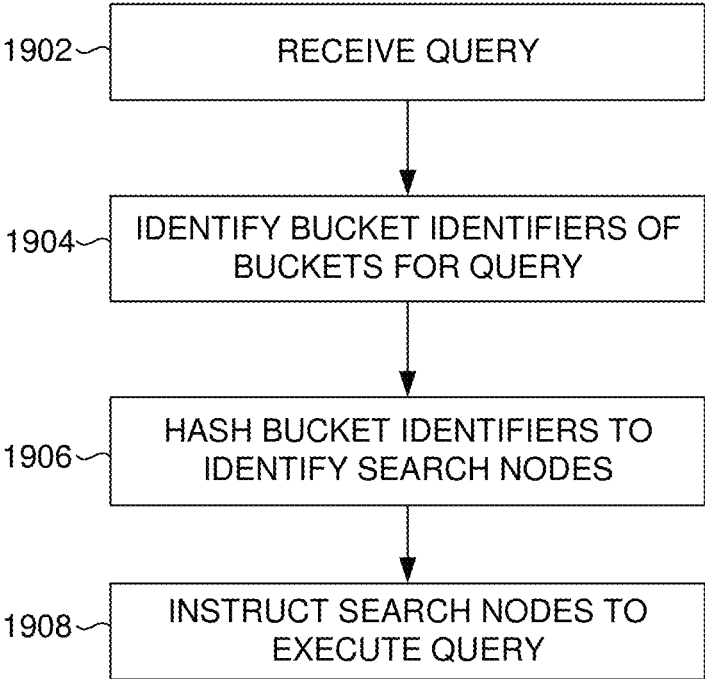 1902
RECEIVE QUERY
1904
IDENTIFY BUCKET IDENTIFIERS OF
BUCKETS FOR QUERY
1906
HASH BUCKET IDENTIFIERS TO
IDENTIFY SEARCH NODES
1908
INSTRUCT SEARCH NODES TO
EXECUTE QUERY